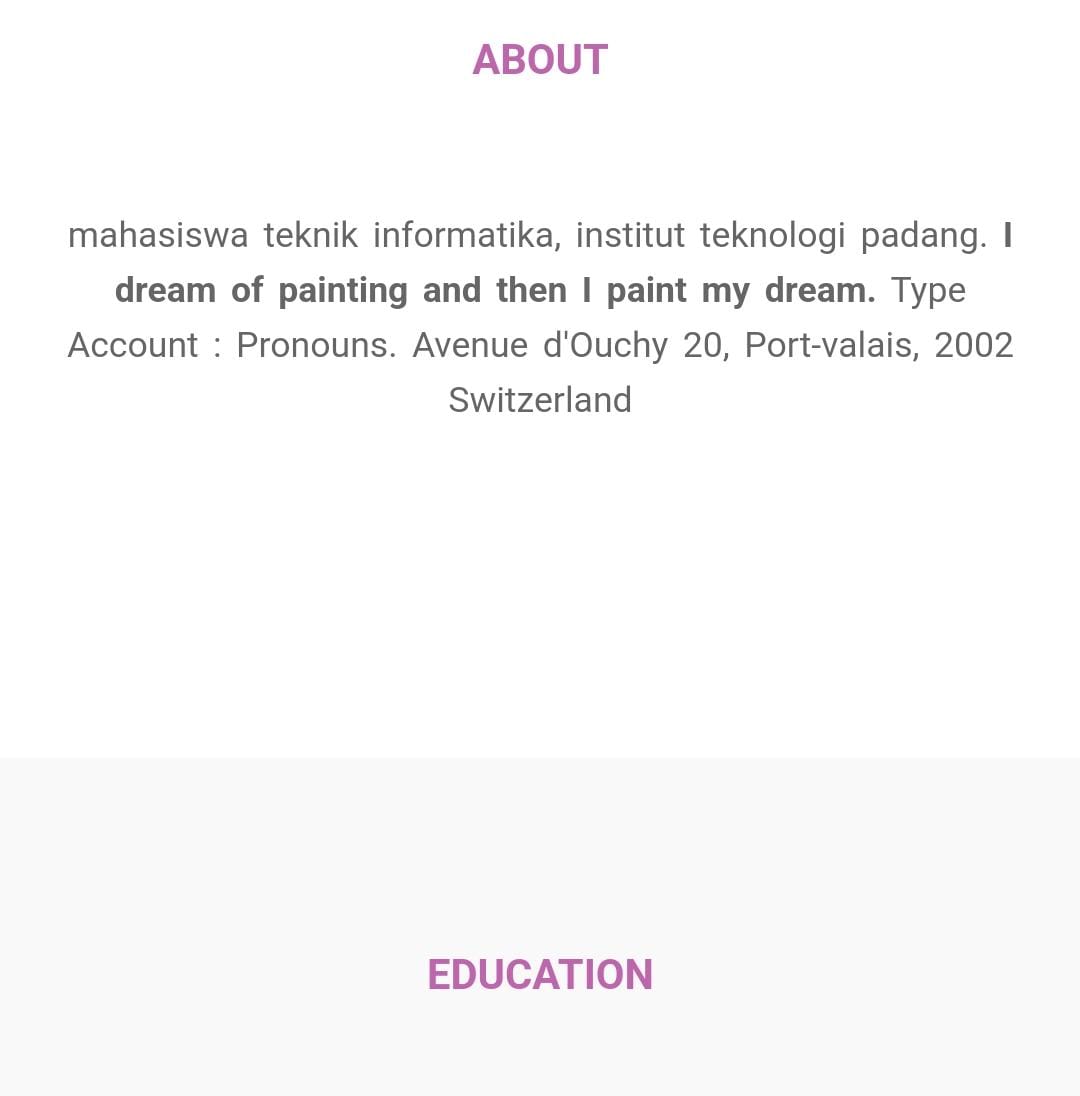 ABOUT
mahasiswa teknik informatika, institut teknologi padang. I
dream of painting and then I paint my dream. Type
Account : Pronouns. Avenue d'Ouchy 20, Port-valais, 2002
Switzerland
EDUCATION